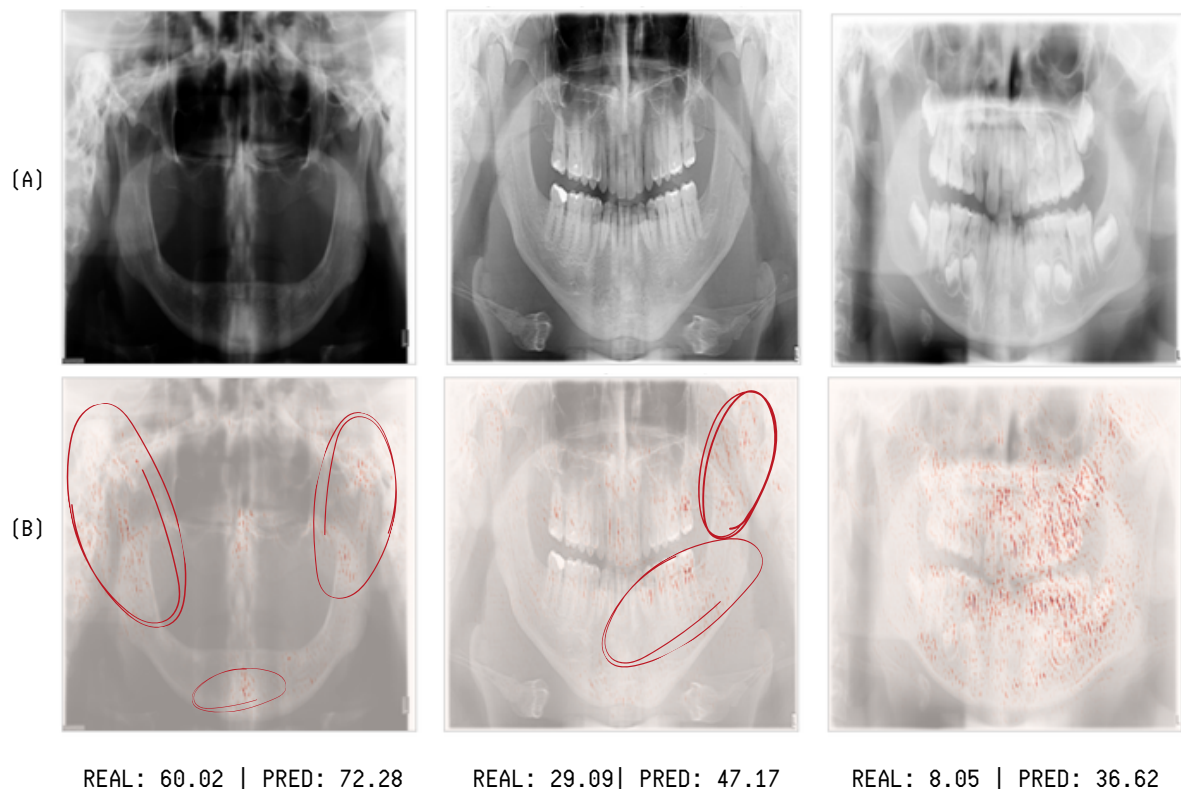 (A)
(B)
REAL: 60.02 | PRED: 72.28
REAL: 29.09| PRED: 47.17
REAL: 8.05 | PRED: 36.62